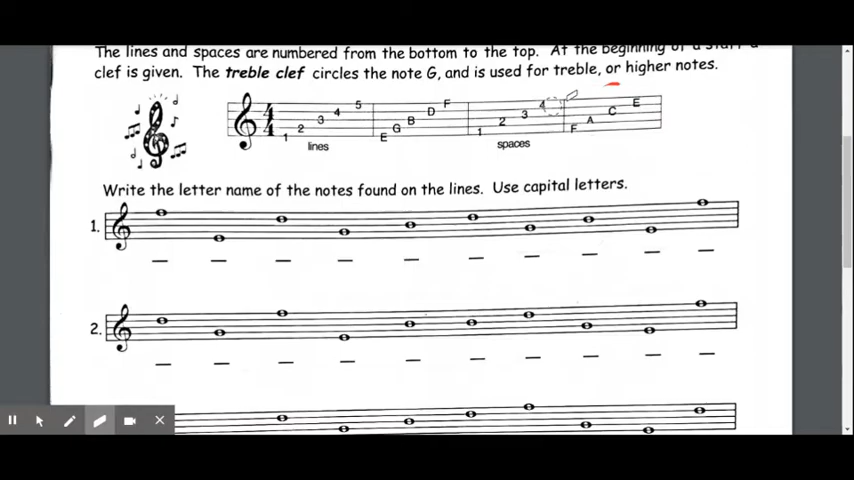 The lines and spaces are numbered from the bottom to the top. At the beginning of a staff a
clef is given. The treble clef circles the note G, and is used for treble, or higher notes.
4 4 1 2 3 4 5 E G B D F 1 2 3 4 F A C E
lines spaces
Write the letter name of the notes found on the lines. Use capital letters.
1.
2.